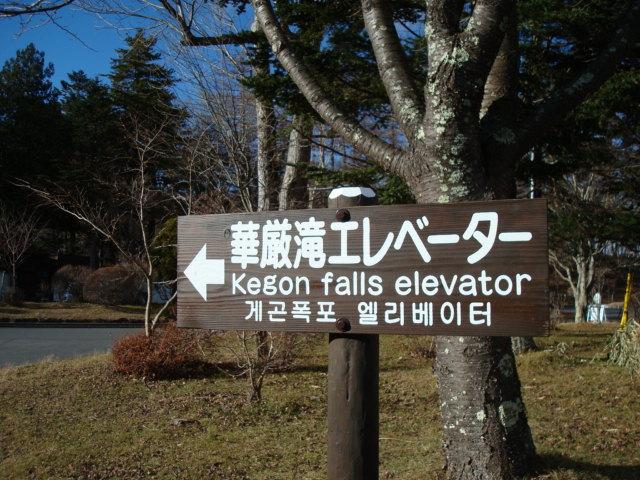 華厳滝エレベーター
Kegon falls elevator
게곤폭포 엘리베이터